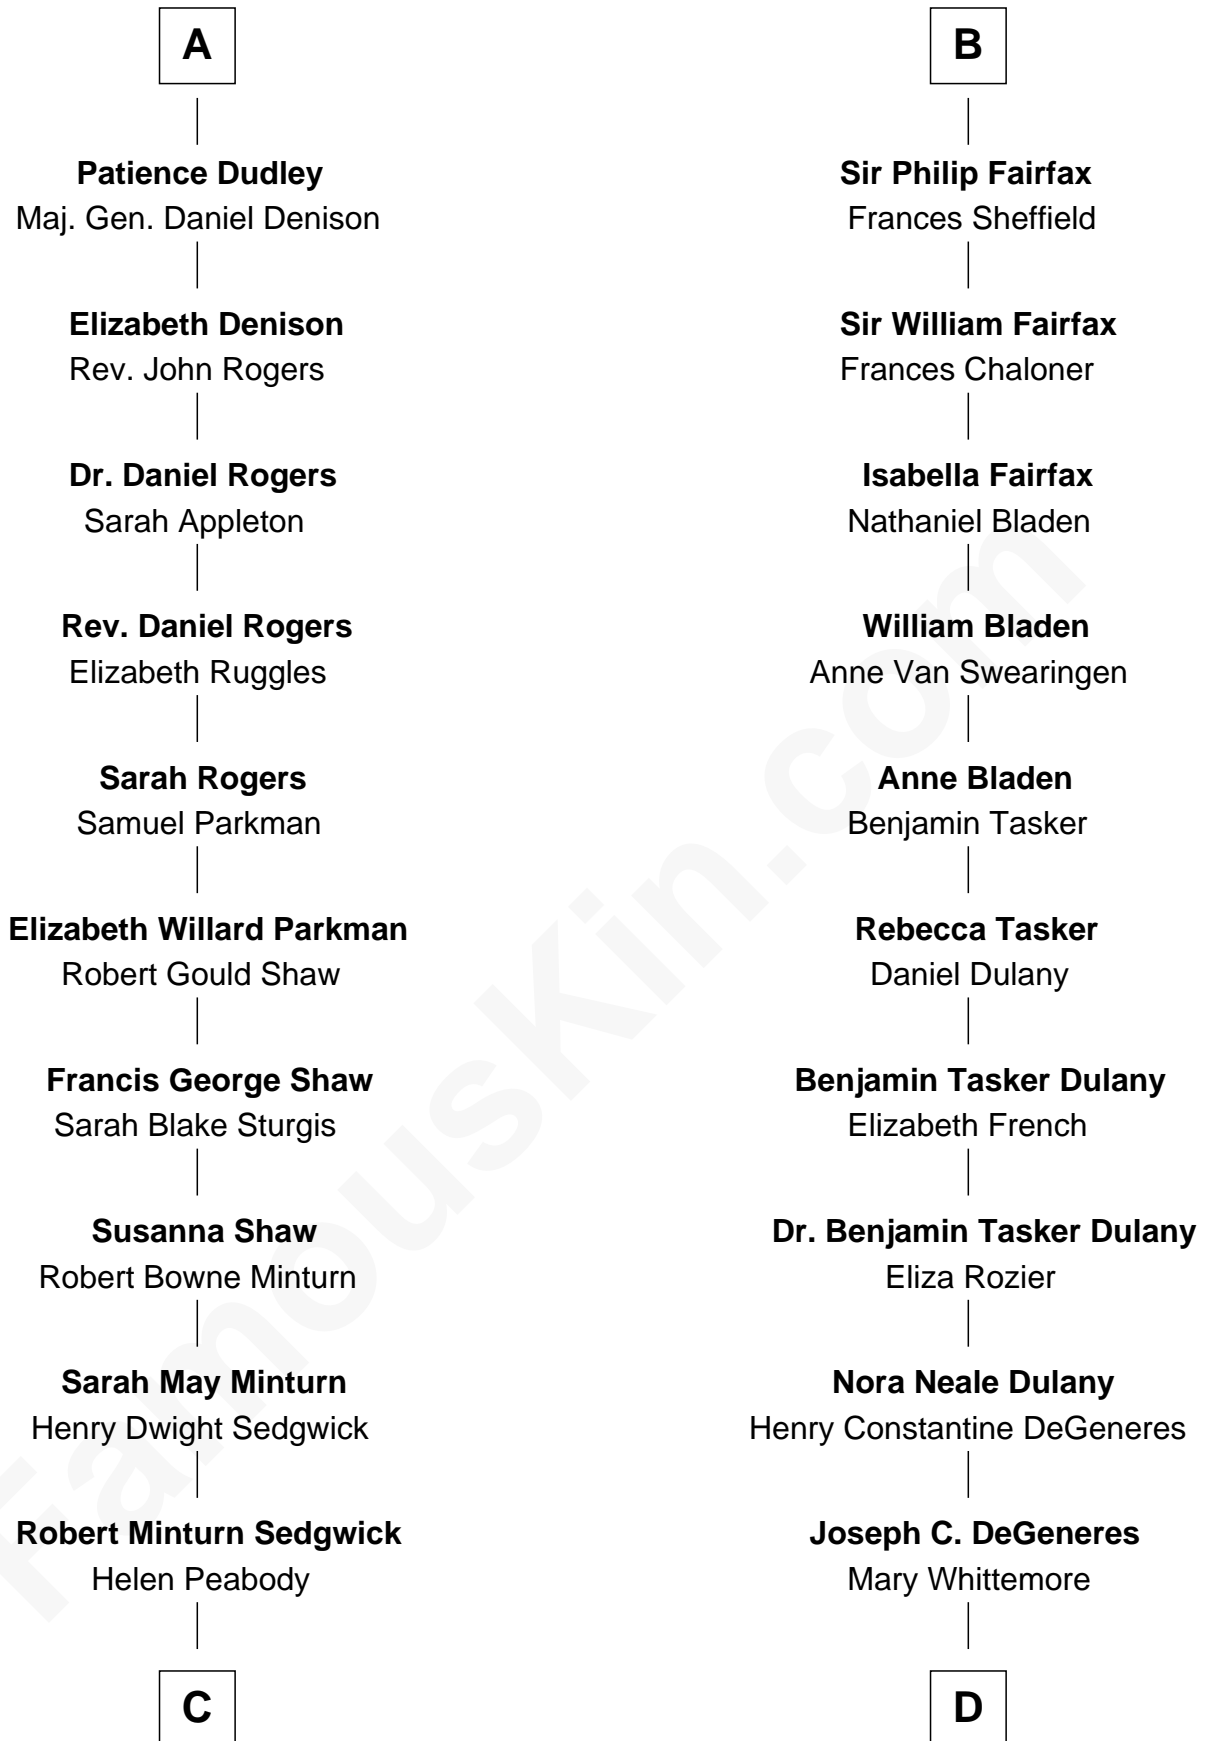 A
Patience Dudley
Maj. Gen. Daniel Denison
Elizabeth Denison
Rev. John Rogers
Dr. Daniel Rogers
Sarah Appleton
Rev. Daniel Rogers
Elizabeth Ruggles
Sarah Rogers
Samuel Parkman
Elizabeth Willard Parkman
Robert Gould Shaw
Francis George Shaw
Sarah Blake Sturgis
Susanna Shaw
Robert Bowne Minturn
Sarah May Minturn
Henry Dwight Sedgwick
Robert Minturn Sedgwick
Helen Peabody
C
B
Sir Philip Fairfax
Frances Sheffield
Sir William Fairfax
Frances Chaloner
Isabella Fairfax
Nathaniel Bladen
William Bladen
Anne Van Swearingen
Anne Bladen
Benjamin Tasker
Rebecca Tasker
Daniel Dulany
Benjamin Tasker Dulany
Elizabeth French
Dr. Benjamin Tasker Dulany
Eliza Rozier
Nora Neale Dulany
Henry Constantine DeGeneres
Joseph C. DeGeneres
Mary Whittemore
D
FamousKin.com